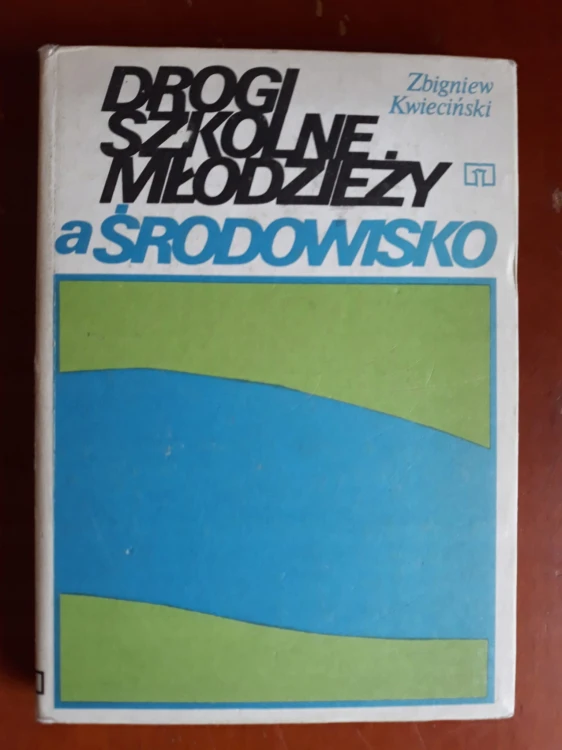 DROGI
SZKOLNE
MŁODZIEŻY
a ŚRODOWISKO
Zbigniew
Kwieciński